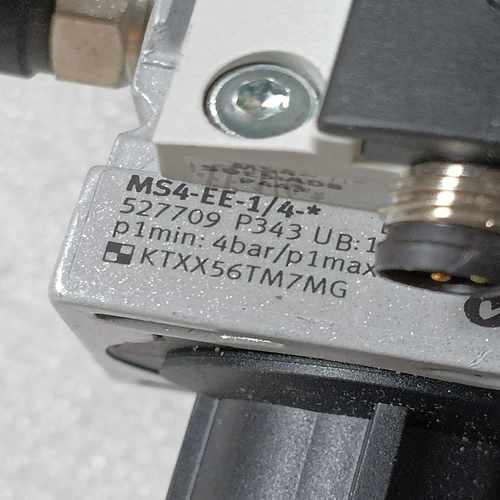 MS4-EE-1/4-*
527709 P343 UB:1
p1min: 4bar/p1max
KTXX56TM7MG